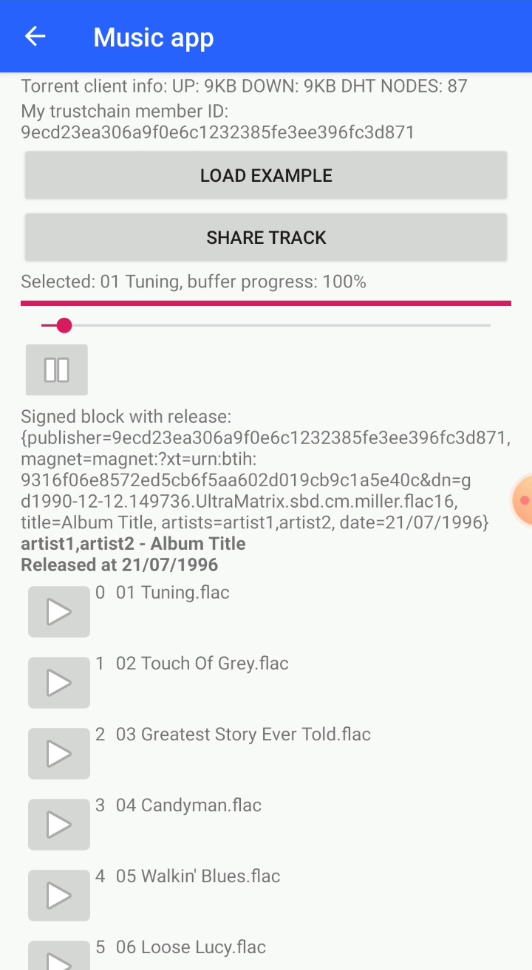 Music app
Torrent client info: UP: 9KB DOWN: 9KB DHT NODES: 87
My trustchain member ID:
9ecd23ea306a9f0e6c1232385fe3ee396fc3d871
LOAD EXAMPLE
SHARE TRACK
Selected: 01 Tuning, buffer progress: 100%
Signed block with release:
{publisher=9ecd23ea306a9f0e6c1232385fe3ee396fc3d871,
magnet=magnet:?xt=urn:btih:
9316f06e8572ed5cb6f5aa602d019cb9c1a5e40c&dn=g
d1990-12-12.149736.UltraMatrix.sbd.cm.miller.flac16,
title=Album Title, artists=artist1,artist2, date=21/07/1996}
artist1,artist2 - Album Title
Released at 21/07/1996
0 01 Tuning.flac
1 02 Touch Of Grey.flac
2 03 Greatest Story Ever Told.flac
3 04 Candyman.flac
4 05 Walkin' Blues.flac
5 06 Loose Lucy.flac